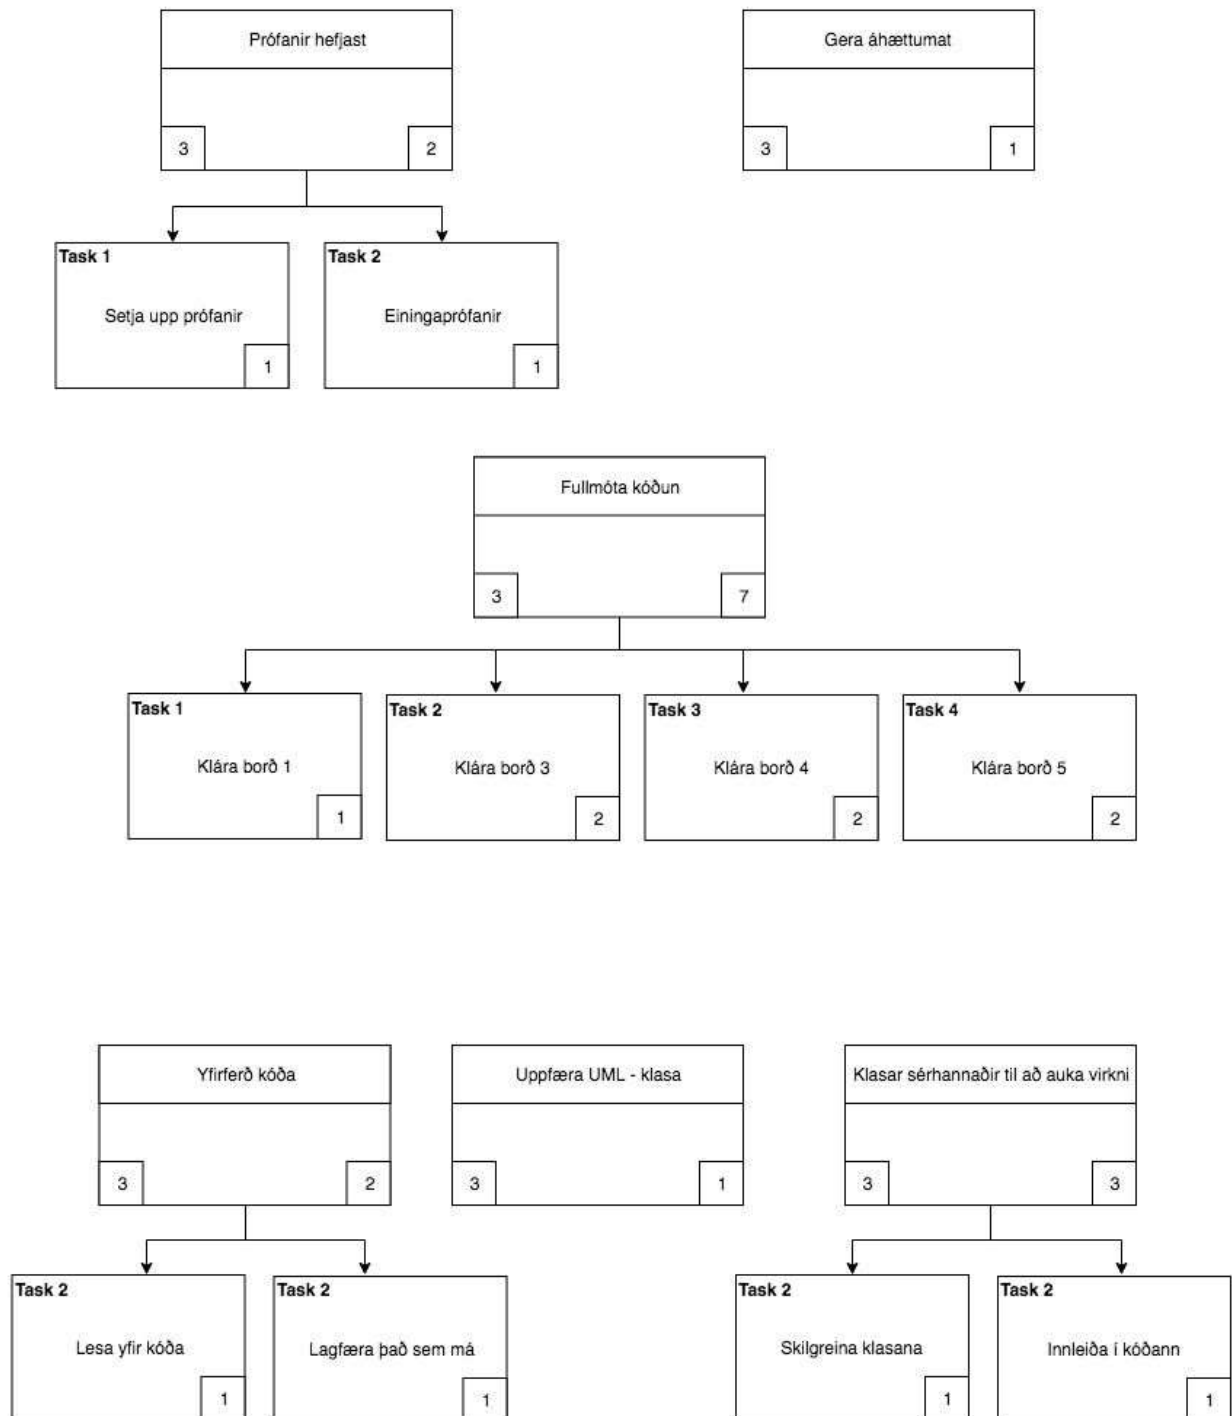 Prófanir hefjast
3
2
Gera áhættumat
3
1
Task 1
Setja upp prófanir
1
Task 2
Einingaprófanir
1
Fullmóta kóðun
3
7
Task 1
Klára borð 1
1
Task 2
Klára borð 3
2
Task 3
Klára borð 4
2
Task 4
Klára borð 5
2
Yfirferð kóða
3
2
Uppfæra UML - klasa
3
1
Klasar sérhannaðir til að auka virkni
3
3
Task 2
Lesa yfir kóða
1
Task 2
Lagfæra það sem má
1
Task 2
Skilgreina klasana
1
Task 2
Innleiða í kóðann
1